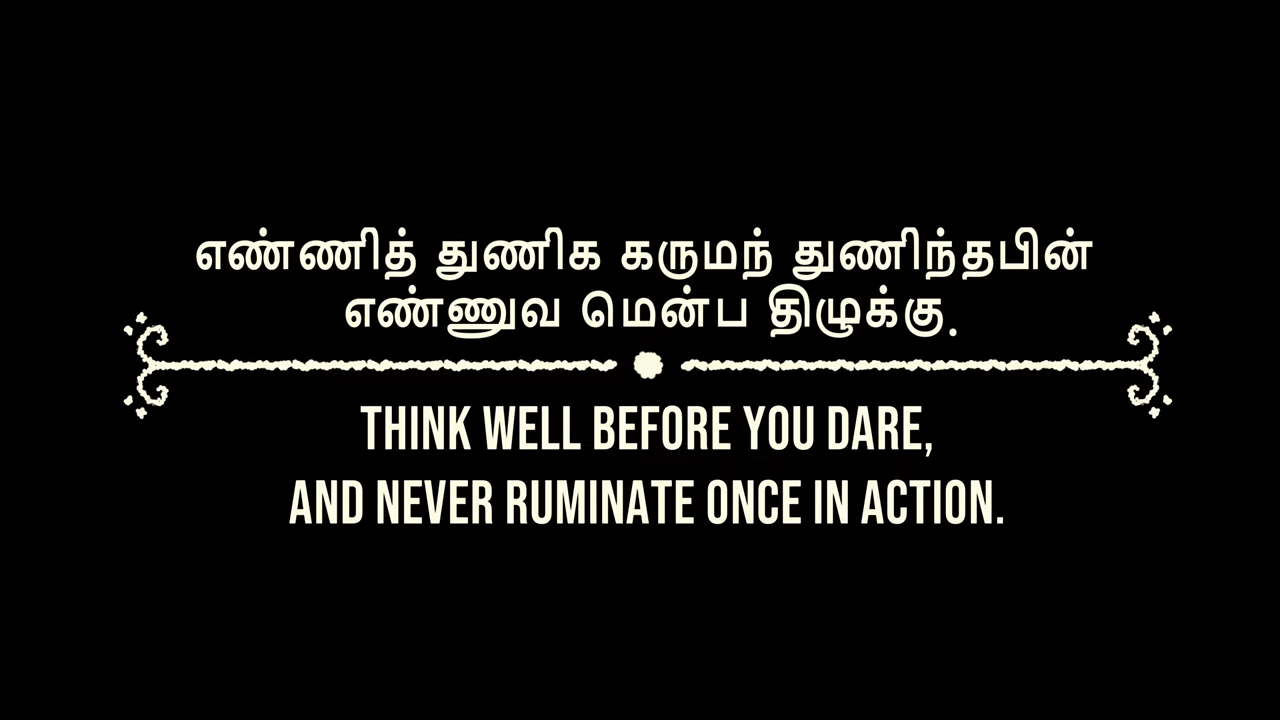 எண்ணித் துணிக கருமந் துணிந்தபின்
எண்ணுவ மென்ப திழுக்கு.
THINK WELL BEFORE YOU DARE,
AND NEVER RUMINATE ONCE IN ACTION.